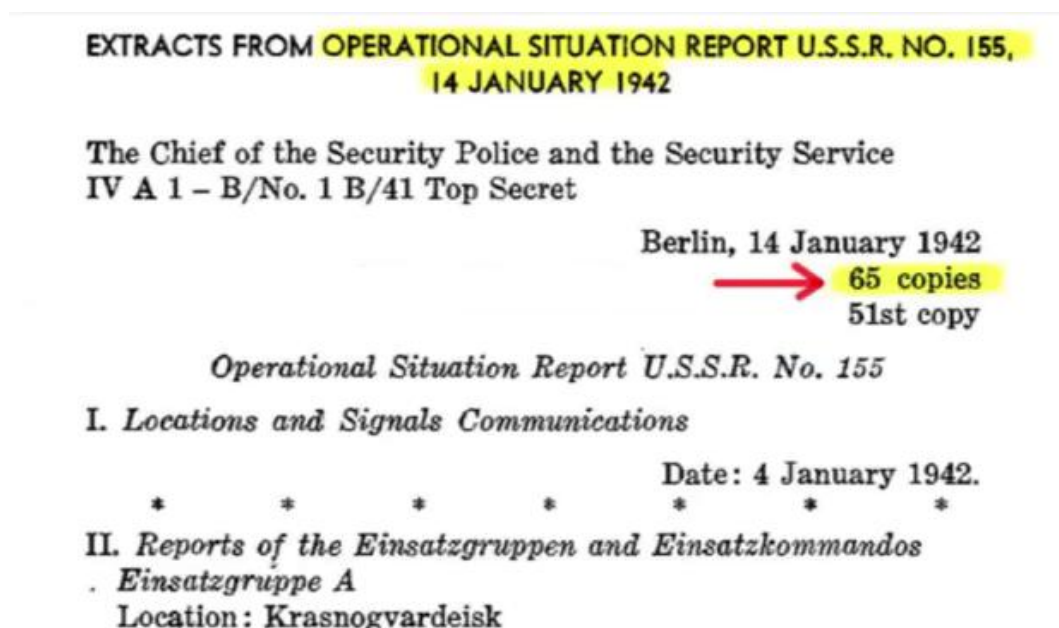 EXTRACTS FROM OPERATIONAL SITUATION REPORT U.S.S.R. NO. 155,
14 JANUARY 1942
The Chief of the Security Police and the Security Service
IV A 1 – B/No. 1 B/41 Top Secret
Berlin, 14 January 1942
65 copies
51st copy
Operational Situation Report U.S.S.R. No. 155
I. Locations and Signals Communications
Date: 4 January 1942.
* * * * * * *
II. Reports of the Einsatzgruppen and Einsatzkommandos
. Einsatzgruppe A
Location: Krasnogvardeisk